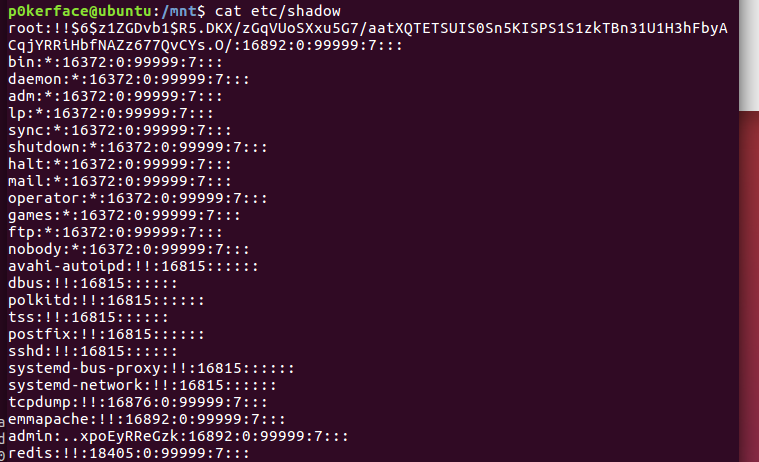 p0kerface@ubuntu:/mnt$ cat etc/shadow
root:!!$6$z1ZGDvb1$R5.DKX/zGqVUoSXxu5G7/aatXQTETSUIS0Sn5KISPS1S1zkTBn31U1H3hFbyA
CqjYRRiHbfNAZz677QvCYs.O/:16892:0:99999:7:::
bin:*:16372:0:99999:7:::
daemon:*:16372:0:99999:7:::
adm:*:16372:0:99999:7:::
lp:*:16372:0:99999:7:::
sync:*:16372:0:99999:7:::
shutdown:*:16372:0:99999:7:::
halt:*:16372:0:99999:7:::
mail:*:16372:0:99999:7:::
operator:*:16372:0:99999:7:::
games:*:16372:0:99999:7:::
ftp:*:16372:0:99999:7:::
nobody:*:16372:0:99999:7:::
avahi-autoipd:!!:16815::::::
dbus:!!:16815::::::
polkitd:!!:16815::::::
tss:!!:16815::::::
postfix:!!:16815::::::
sshd:!!:16815::::::
systemd-bus-proxy:!!:16815::::::
systemd-network:!!:16815::::::
tcpdump:!!:16876:0:99999:7:::
emmapache:!!:16892:0:99999:7:::
admin:..xpoEyRReGzk:16892:0:99999:7:::
redis:!!:18405:0:99999:7:::